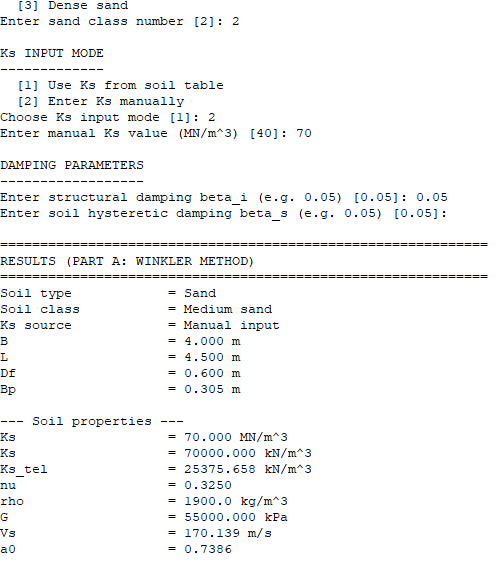 [3] Dense sand
Enter sand class number [2]: 2
Ks INPUT MODE
-------------
[1] Use Ks from soil table
[2] Enter Ks manually
Choose Ks input mode [1]: 2
Enter manual Ks value (MN/m^3) [40]: 70
DAMPING PARAMETERS
------------------
Enter structural damping beta_i (e.g. 0.05) [0.05]: 0.05
Enter soil hysteretic damping beta_s (e.g. 0.05) [0.05]:
=============================================================
RESULTS (PART A: WINKLER METHOD)
=============================================================
Soil type = Sand
Soil class = Medium sand
Ks source = Manual input
B = 4.000 m
L = 4.500 m
Df = 0.600 m
Bp = 0.305 m
--- Soil properties ---
Ks = 70.000 MN/m^3
Ks = 70000.000 kN/m^3
Ks_tel = 25375.658 kN/m^3
nu = 0.3250
rho = 1900.0 kg/m^3
G = 55000.000 kPa
Vs = 170.139 m/s
a0 = 0.7386